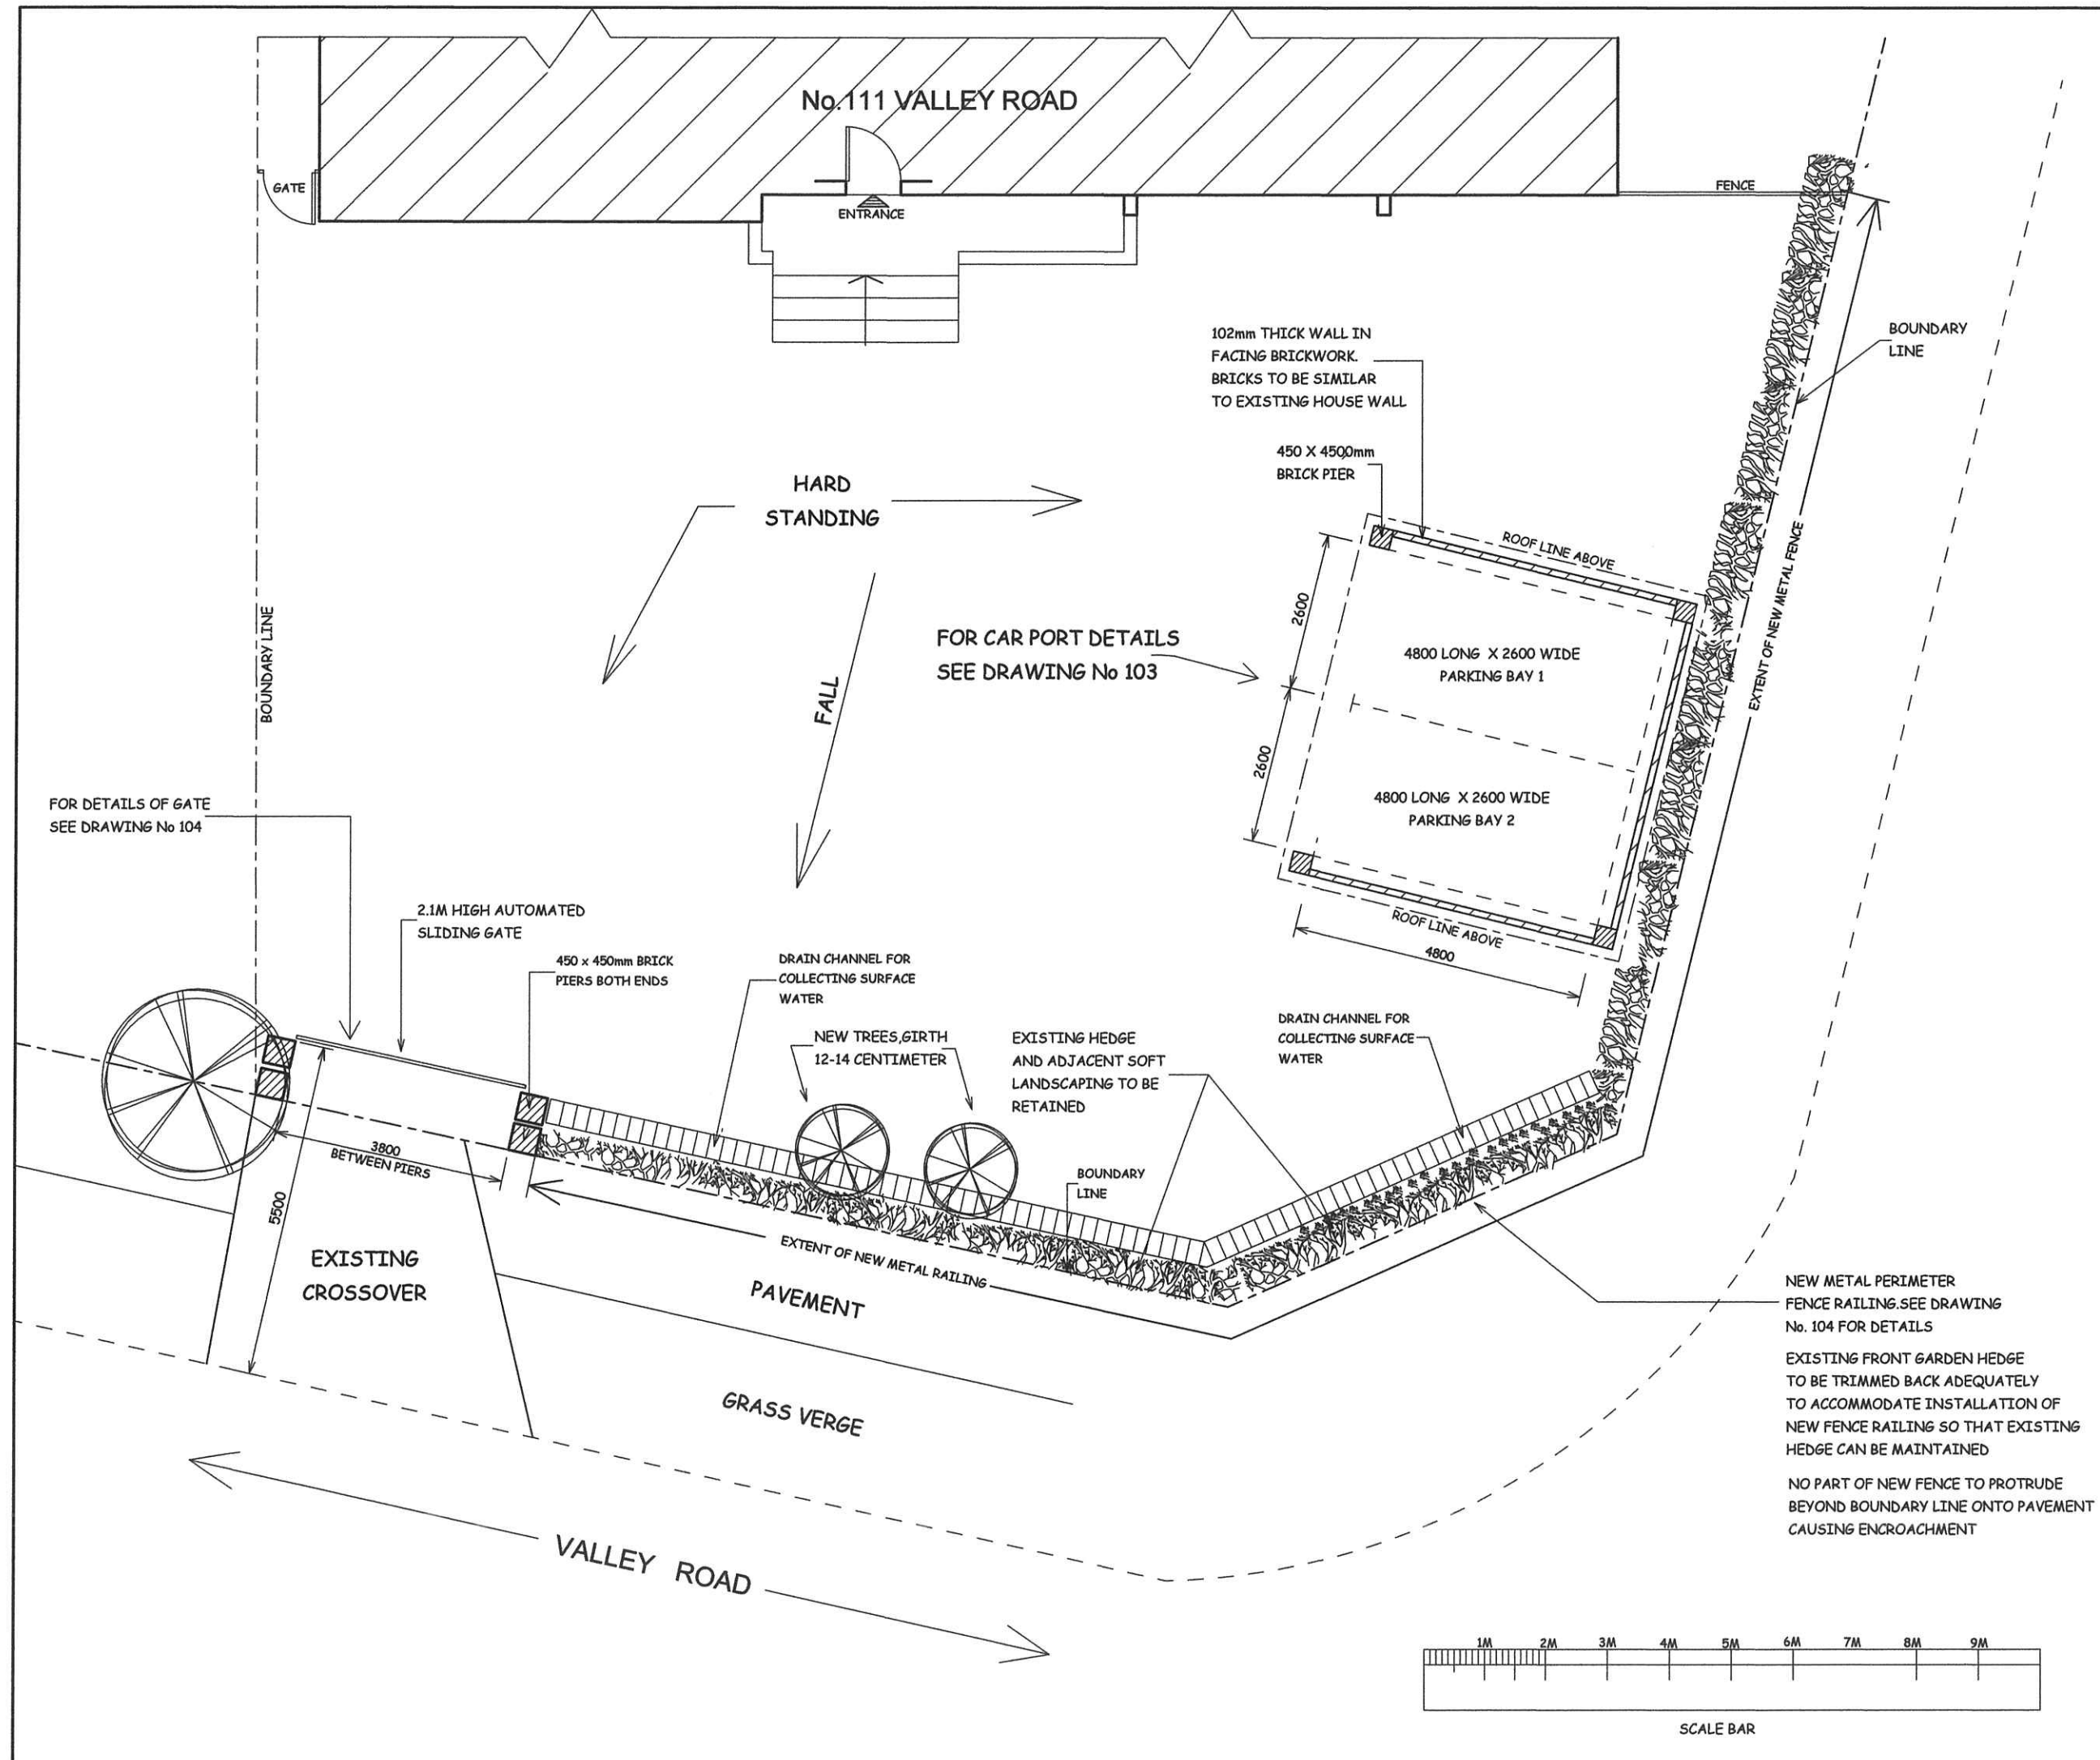 No.111 VALLEY ROAD
GATE
ENTRANCE
FENCE
BOUNDARY
LINE
102mm THICK WALL IN
FACING BRICKWORK.
BRICKS TO BE SIMILAR
TO EXISTING HOUSE WALL
450 X 4500mm
BRICK PIER
HARD
STANDING
ROOF LINE ABOVE
EXTENT OF NEW METAL FENCE
2600
FOR CAR PORT DETAILS
SEE DRAWING No 103
4800 LONG X 2600 WIDE
PARKING BAY 1
BOUNDARY LINE
FALL
2600
4800 LONG X 2600 WIDE
PARKING BAY 2
FOR DETAILS OF GATE
SEE DRAWING No 104
2.1M HIGH AUTOMATED
SLIDING GATE
ROOF LINE ABOVE
4800
450 x 450mm BRICK
PIERS BOTH ENDS
DRAIN CHANNEL FOR
COLLECTING SURFACE
WATER
NEW TREES,GIRTH
12-14 CENTIMETER
EXISTING HEDGE
AND ADJACENT SOFT
LANDSCAPING TO BE
RETAINED
DRAIN CHANNEL FOR
COLLECTING SURFACE
WATER
3800
BETWEEN PIERS
5500
BOUNDARY
LINE
EXISTING
CROSSOVER
EXTENT OF NEW METAL RAILING
PAVEMENT
GRASS VERGE
NEW METAL PERIMETER
FENCE RAILING.SEE DRAWING
No. 104 FOR DETAILS
EXISTING FRONT GARDEN HEDGE
TO BE TRIMMED BACK ADEQUATELY
TO ACCOMMODATE INSTALLATION OF
NEW FENCE RAILING SO THAT EXISTING
HEDGE CAN BE MAINTAINED
NO PART OF NEW FENCE TO PROTRUDE
BEYOND BOUNDARY LINE ONTO PAVEMENT
CAUSING ENCROACHMENT
VALLEY ROAD
1M 2M 3M 4M 5M 6M 7M 8M 9M
SCALE BAR